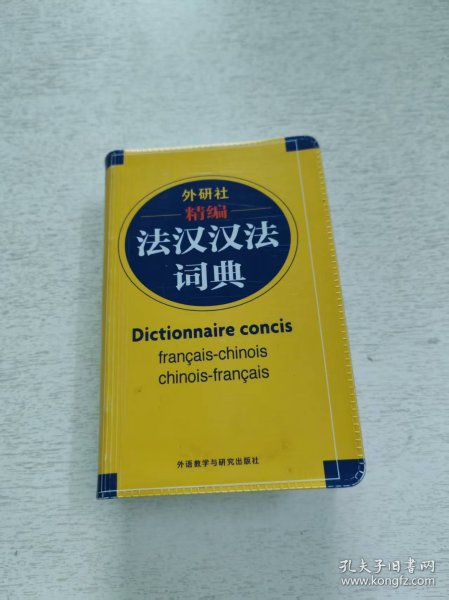 外研社
精编
法汉汉法
词典
Dictionnaire concis
français-chinois
chinois-français
外语教学与研究出版社
孔夫子旧书网
www.kongfz.com